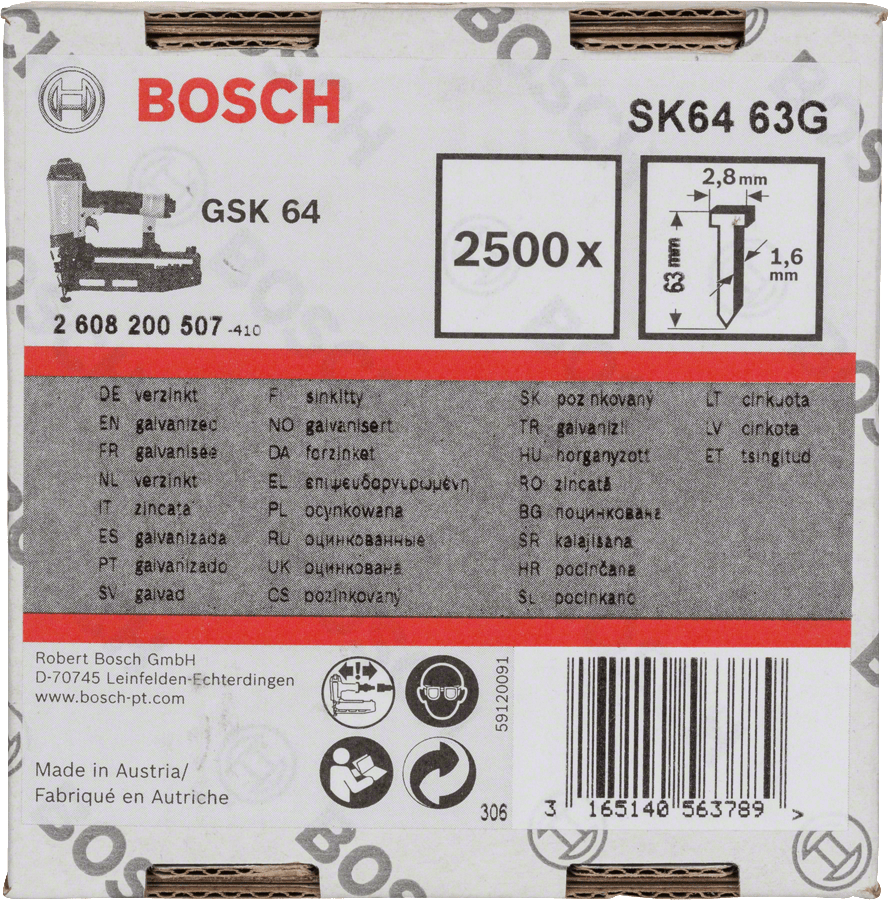 BOSCH
SK64 63G
GSK 64
2500 x
2,8 mm
63 mm
1,6
mm
2 608 200 507 -410
DE verzinkt
EN galvanized
FR galvanisée
NL verzinkt
IT zincata
ES galvanizada
PT galvanizado
SV galvad
FI sinkitty
NO galvanisert
DA forzinket
EL επιψευδαργυρωμένη
PL ocynkowana
RU оцинкованные
UK оцинкована
CS pozinkovaný
SK pozinkovaný
TR galvanizli
HU horganyzott
RO zincată
BG поцинкована
SR kalajisana
HR pocinčana
SL pocinkano
LT cinkuota
LV cinkota
ET tsingitud
Robert Bosch GmbH
D-70745 Leinfelden-Echterdingen
www.bosch-pt.com
Made in Austria/
Fabriqué en Autriche
59120091
306
3 165140 563789 >